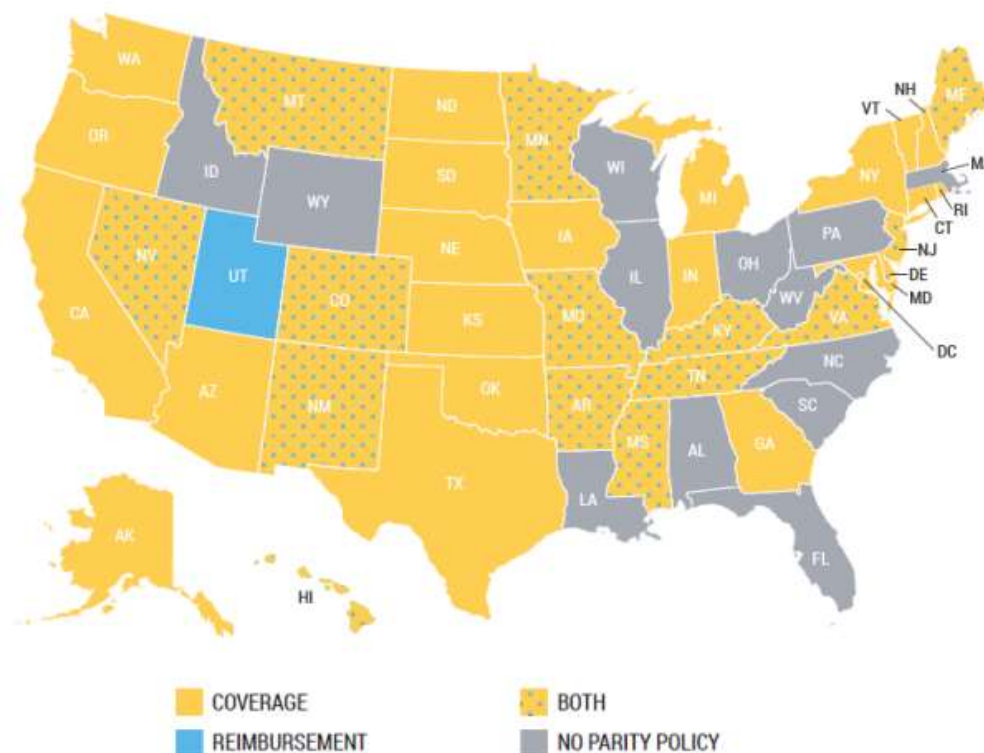 WA
MT
ND
MN
OR
ID
SD
WI
WY
MI
NH
VT
ME
NY
MA
RI
CT
NJ
PA
DE
MD
DC
NV
UT
CO
NE
IA
IL
IN
OH
WV
VA
CA
KS
MO
KY
AZ
NM
OK
AR
TN
NC
SC
TX
LA
MS
AL
GA
FL
AK
HI
COVERAGE
BOTH
REIMBURSEMENT
NO PARITY POLICY